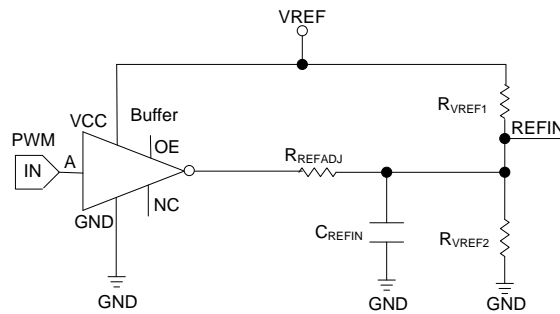 VREF
VCC
Buffer
RVREF1
PWM
OE
REFIN
IN
A
RREFADJ
NC
GND
CREFIN
RVREF2
GND
GND
GND